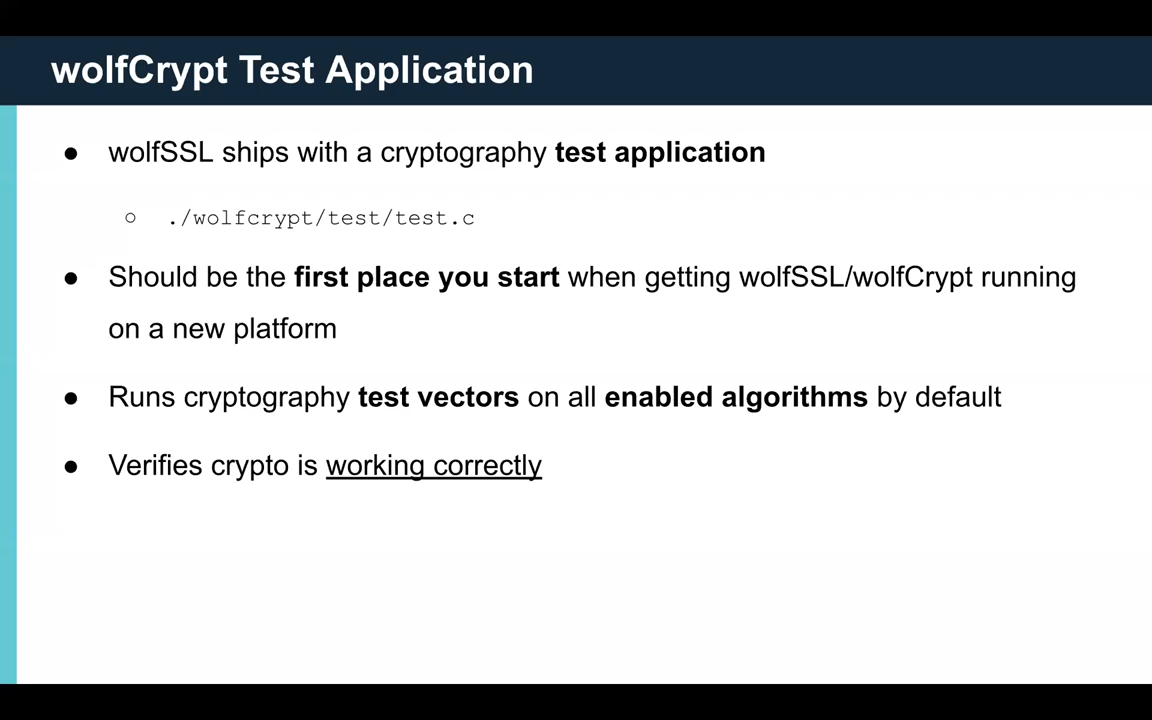 wolfCrypt Test Application
● wolfSSL ships with a cryptography test application
○ ./wolfcrypt/test/test.c
● Should be the first place you start when getting wolfSSL/wolfCrypt running
on a new platform
● Runs cryptography test vectors on all enabled algorithms by default
● Verifies crypto is working correctly